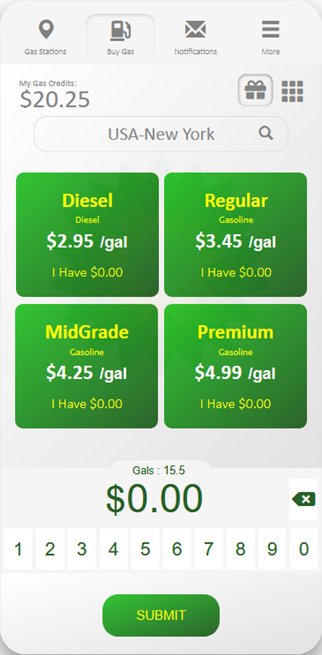 Gas Stations Buy Gas Notifications More
My Gas Credits:
$20.25
USA-New York
Diesel Regular
Diesel Gasoline
$2.95 /gal $3.45 /gal
I Have $0.00 I Have $0.00
MidGrade Premium
Gasoline Gasoline
$4.25 /gal $4.99 /gal
I Have $0.00 I Have $0.00
Gals : 15.5
$0.00
1 2 3 4 5 6 7 8 9 0
SUBMIT